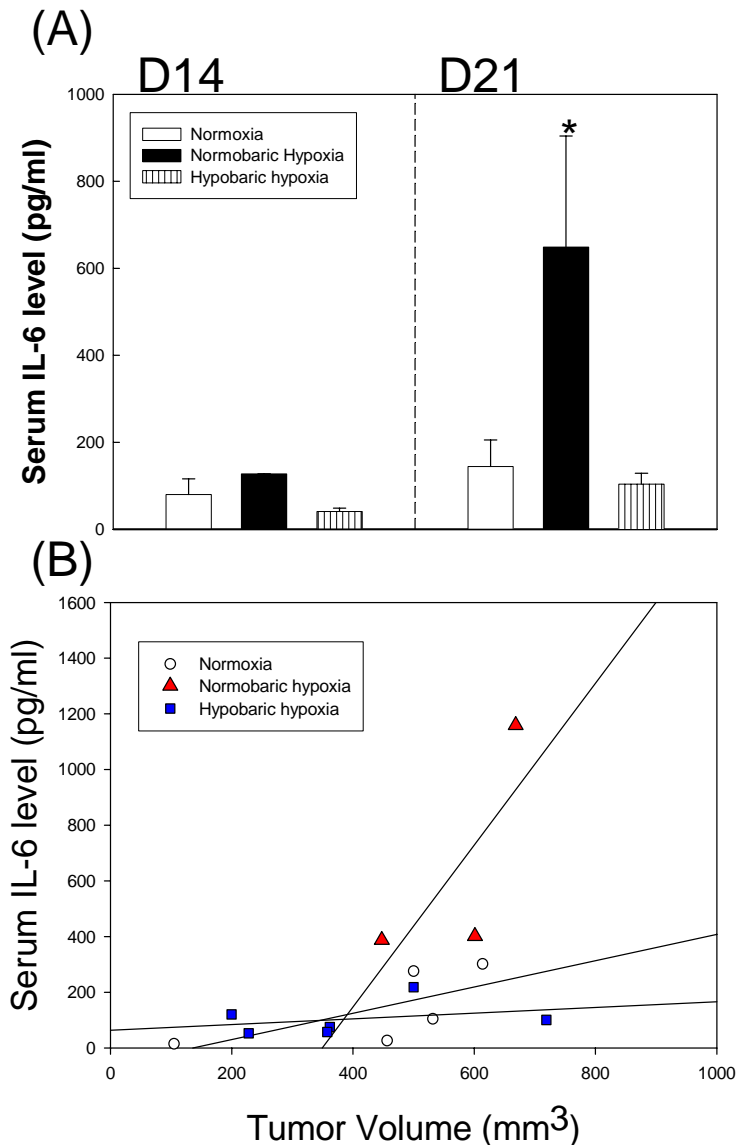 (A)
D14
D21
1000
800
600
400
200
0
Serum IL-6 level (pg/ml)
Normoxia
Normobaric Hypoxia
Hypobaric hypoxia
*
(B)
1600
1400
1200
1000
800
600
400
200
0
Serum IL-6 level (pg/ml)
Normoxia
Normobaric hypoxia
Hypobaric hypoxia
0 200 400 600 800 1000
Tumor Volume (mm3)